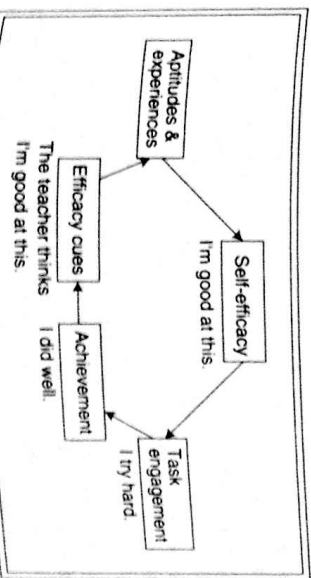 Aptitudes &
experiences
Self-efficacy
I'm good at this.
Task
engagement
I try hard.
Achievement
I did well.
Efficacy cues
The teacher thinks
I'm good at this.